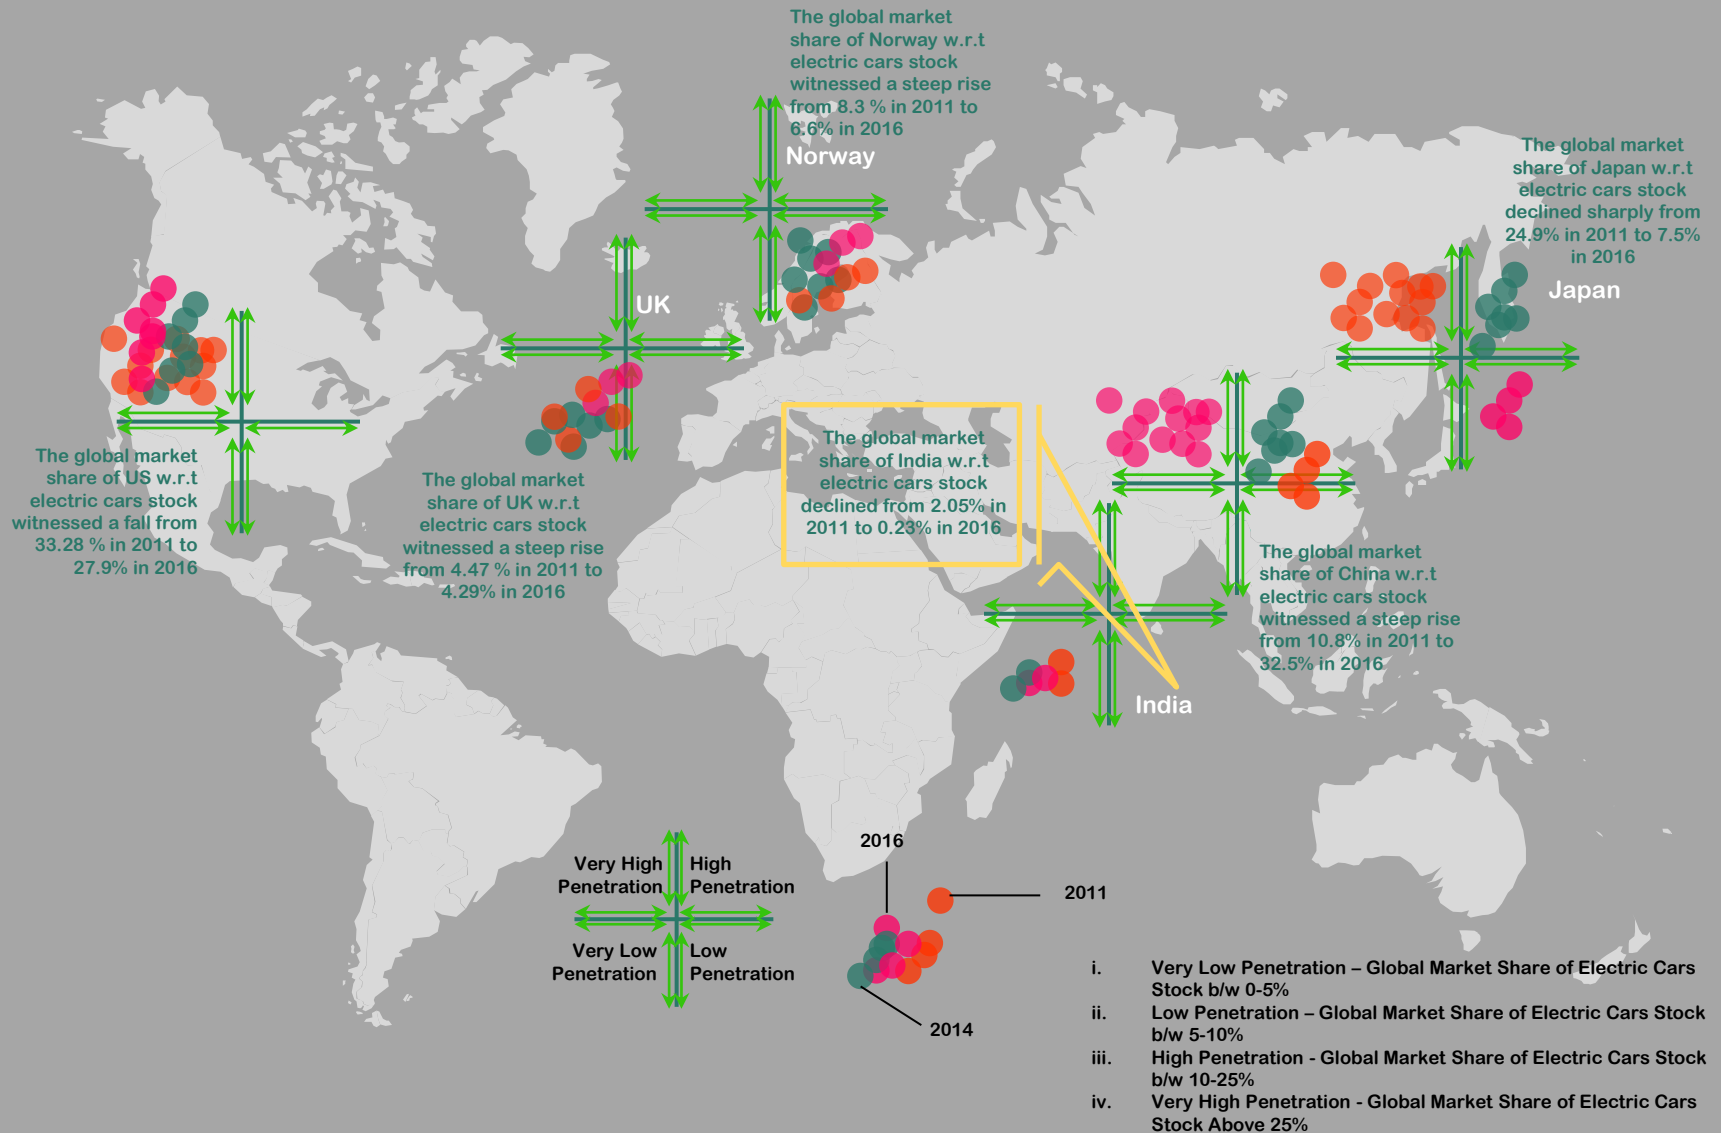 The global market
share of Norway w.r.t
electric cars stock
witnessed a steep rise
from 8.3 % in 2011 to
6.6% in 2016
Norway
The global market
share of Japan w.r.t
electric cars stock
declined sharply from
24.9% in 2011 to 7.5%
in 2016
Japan
UK
The global market
share of US w.r.t
electric cars stock
witnessed a fall from
33.28 % in 2011 to
27.9% in 2016
The global market
share of UK w.r.t
electric cars stock
witnessed a steep rise
from 4.47 % in 2011 to
4.29% in 2016
The global market
share of India w.r.t
electric cars stock
declined from 2.05% in
2011 to 0.23% in 2016
The global market
share of China w.r.t
electric cars stock
witnessed a steep rise
from 10.8% in 2011 to
32.5% in 2016
India
Very High
Penetration
High
Penetration
Very Low
Penetration
Low
Penetration
2016
2011
2014
i. Very Low Penetration – Global Market Share of Electric Cars
Stock b/w 0-5%
ii. Low Penetration – Global Market Share of Electric Cars Stock
b/w 5-10%
iii. High Penetration - Global Market Share of Electric Cars Stock
b/w 10-25%
iv. Very High Penetration - Global Market Share of Electric Cars
Stock Above 25%